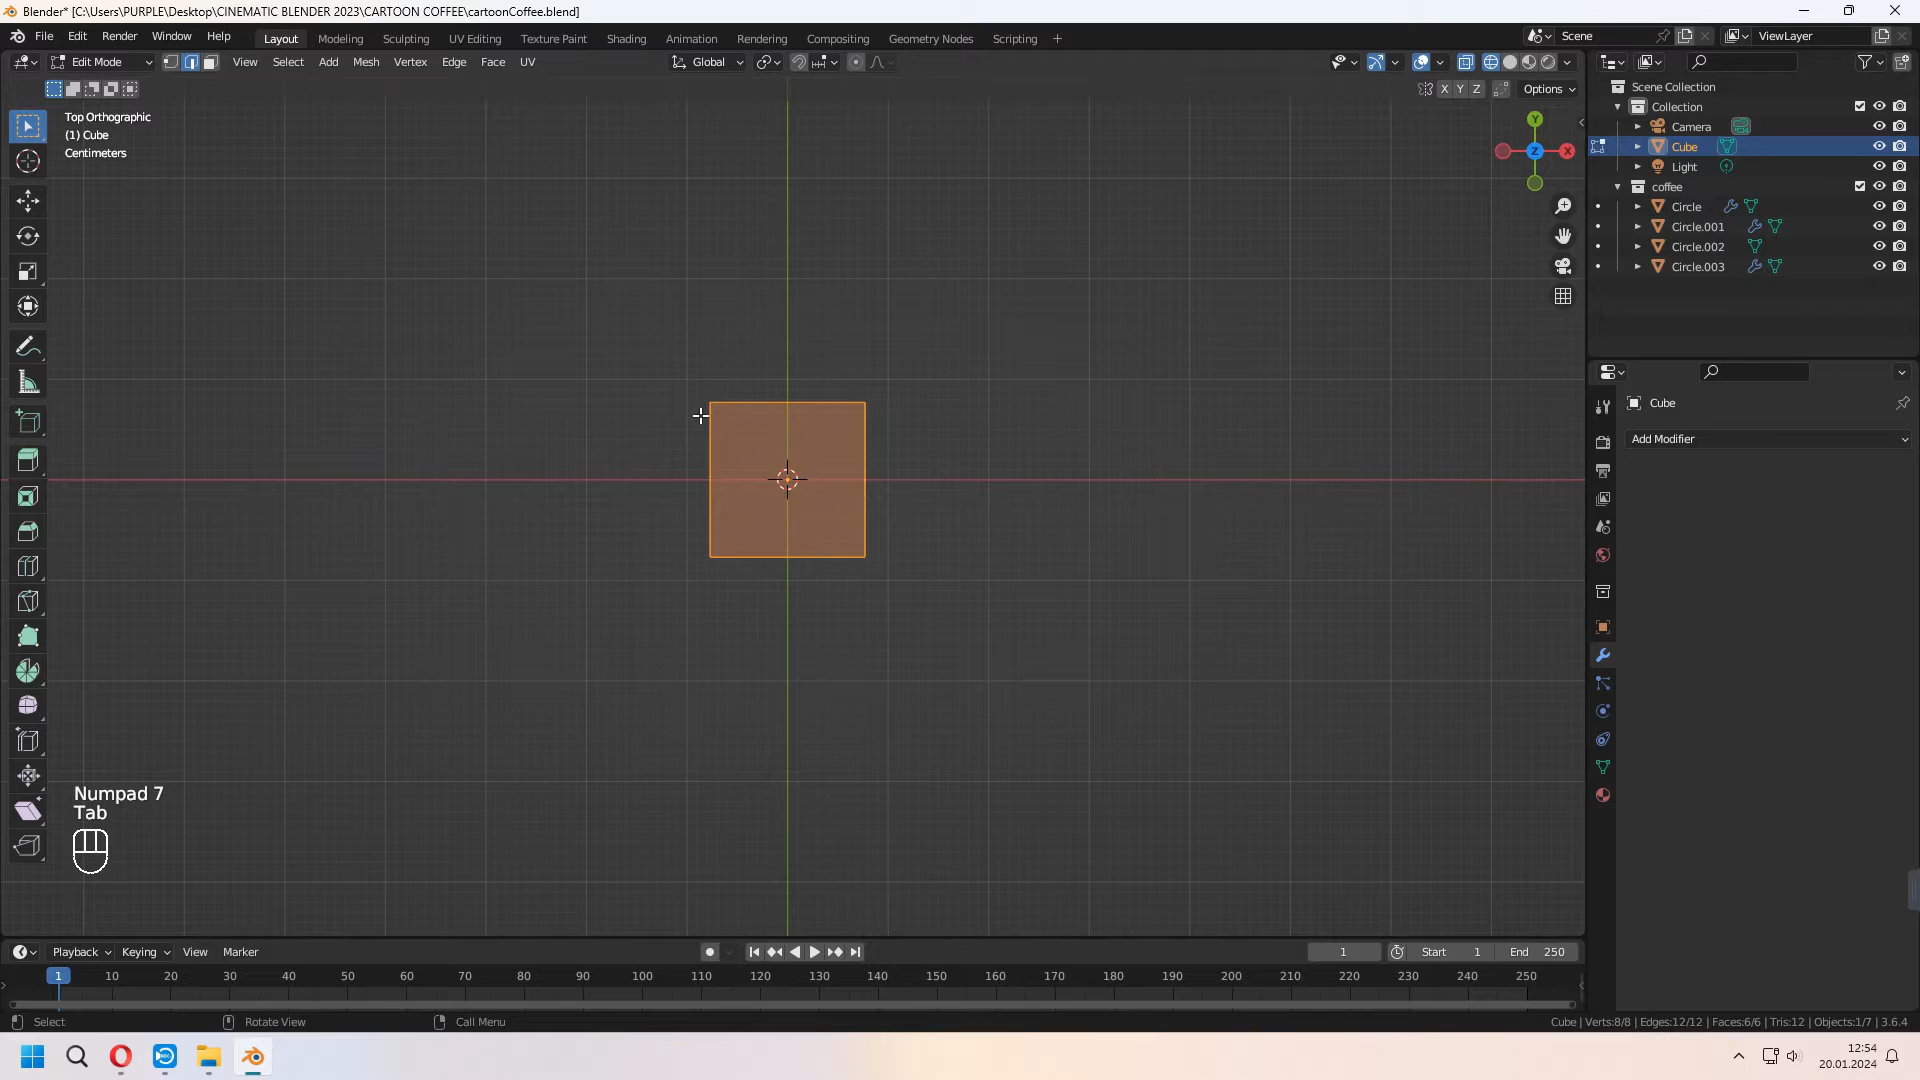 Blender* [C:\Users\PURPLE\Desktop\CINEMATIC BLENDER 2023\CARTOON COFFEE\cartoonCoffee.blend]
File Edit Render Window Help Layout Modeling Sculpting UV Editing Texture Paint Shading Animation Rendering Compositing Geometry Nodes Scripting + Scene ViewLayer
Edit Mode View Select Add Mesh Vertex Edge Face UV Global
X Y Z Options
Top Orthographic
(1) Cube
Centimeters
Y
Z X
Scene Collection
Collection
Camera
Cube
Light
coffee
Circle
Circle.001
Circle.002
Circle.003
Cube
Add Modifier
Numpad 7
Tab
Playback Keying View Marker 1 Start 1 End 250
1 10 20 30 40 50 60 70 80 90 100 110 120 130 140 150 160 170 180 190 200 210 220 230 240 250
Select Rotate View Call Menu Cube | Verts:8/8 | Edges:12/12 | Faces:6/6 | Tris:12 | Objects:1/7 | 3.6.4
REC
12:54
20.01.2024